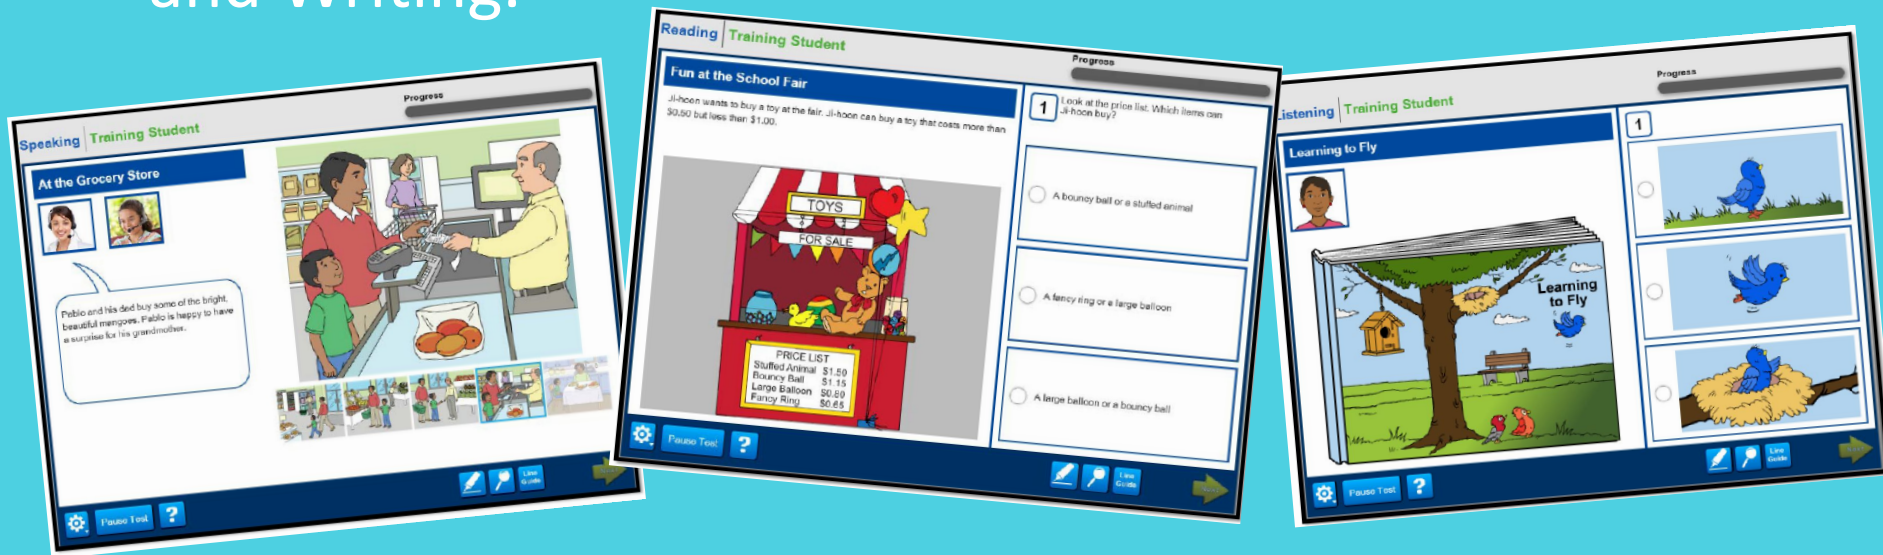 and Writing.
Speaking Training Student
Progress
At the Grocery Store
Pablo and his dad buy some of the bright,
beautiful mangoes. Pablo is happy to have
a surprise for his grandmother.
Pause Test
?
Line
Guide
Reading Training Student
Progress
Fun at the School Fair
Ji-hoon wants to buy a toy at the fair. Ji-hoon can buy a toy that costs more than
$0.50 but less than $1.00.
TOYS
FOR SALE
PRICE LIST
Stuffed Animal $1.50
Bouncy Ball $1.15
Large Balloon $0.80
Fancy Ring $0.65
1
Look at the price list. Which items can
Ji-hoon buy?
A bouncy ball or a stuffed animal
A fancy ring or a large balloon
A large balloon or a bouncy ball
Pause Test
?
Line
Guide
Listening Training Student
Progress
Learning to Fly
Learning
to Fly
1
Pause Test
?
Line
Guide